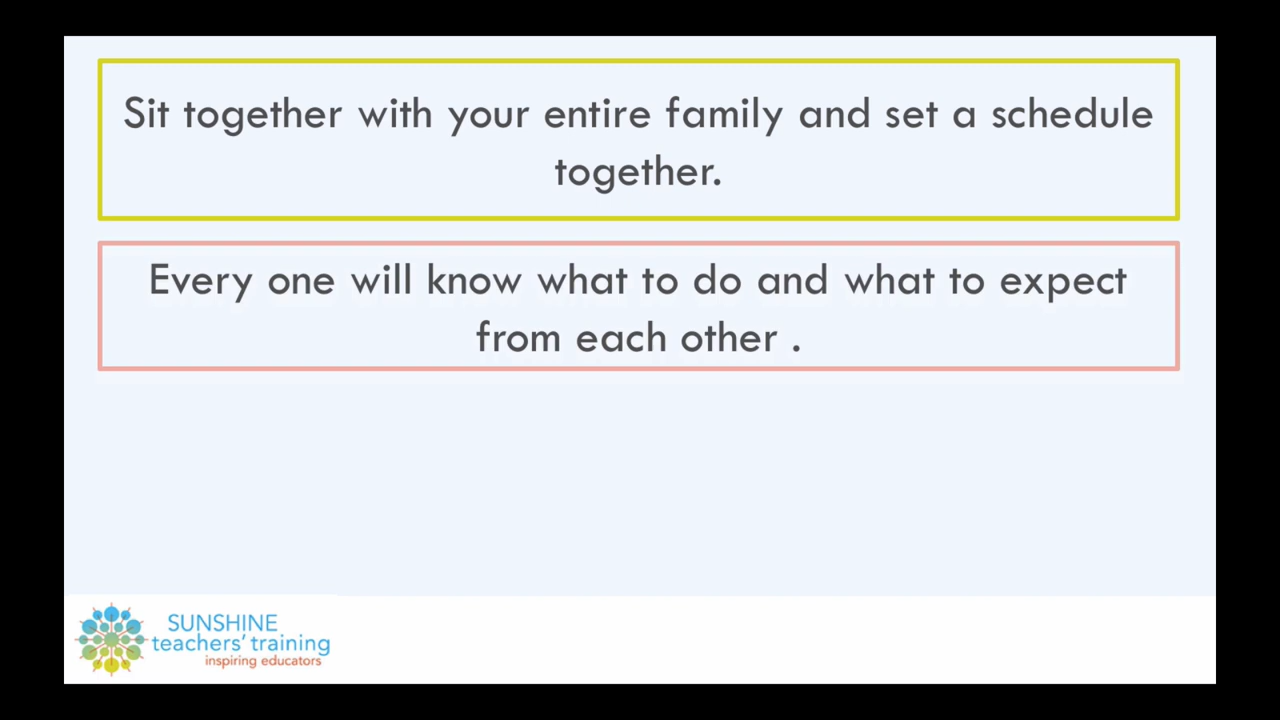 Sit together with your entire family and set a schedule
together.
Every one will know what to do and what to expect
from each other .
SUNSHINE
teachers' training
inspiring educators